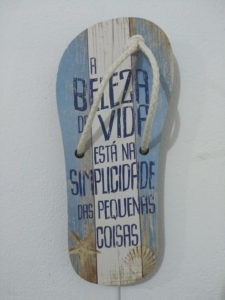 A
BELEZA
DA VIDA
ESTÁ NA
SIMPLICIDADE
DAS PEQUENAS
COISAS